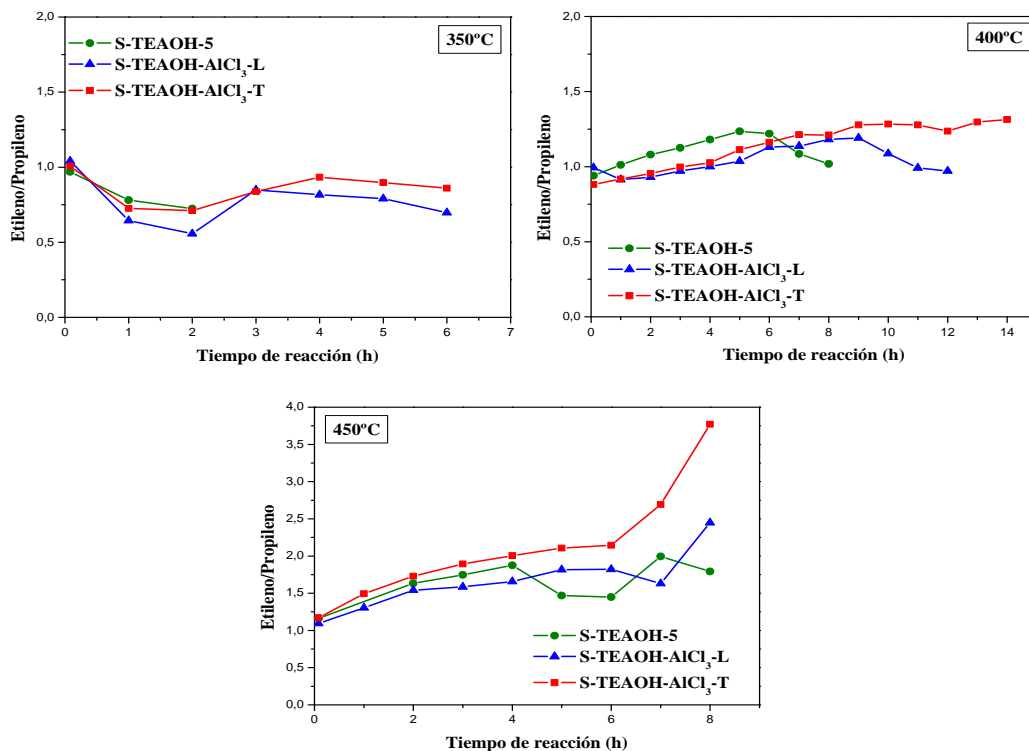 350ºC
S-TEAOH-5
S-TEAOH-AlCl₃-L
S-TEAOH-AlCl₃-T
Etileno/Propileno
2,0
1,5
1,0
0,5
0,0
0 1 2 3 4 5 6 7
Tiempo de reacción (h)
400ºC
Etileno/Propileno
2,0
1,5
1,0
0,5
0,0
S-TEAOH-5
S-TEAOH-AlCl₃-L
S-TEAOH-AlCl₃-T
0 2 4 6 8 10 12 14
Tiempo de reacción (h)
450ºC
Etileno/Propileno
4,0
3,5
3,0
2,5
2,0
1,5
1,0
0,5
0,0
S-TEAOH-5
S-TEAOH-AlCl₃-L
S-TEAOH-AlCl₃-T
0 2 4 6 8
Tiempo de reacción (h)